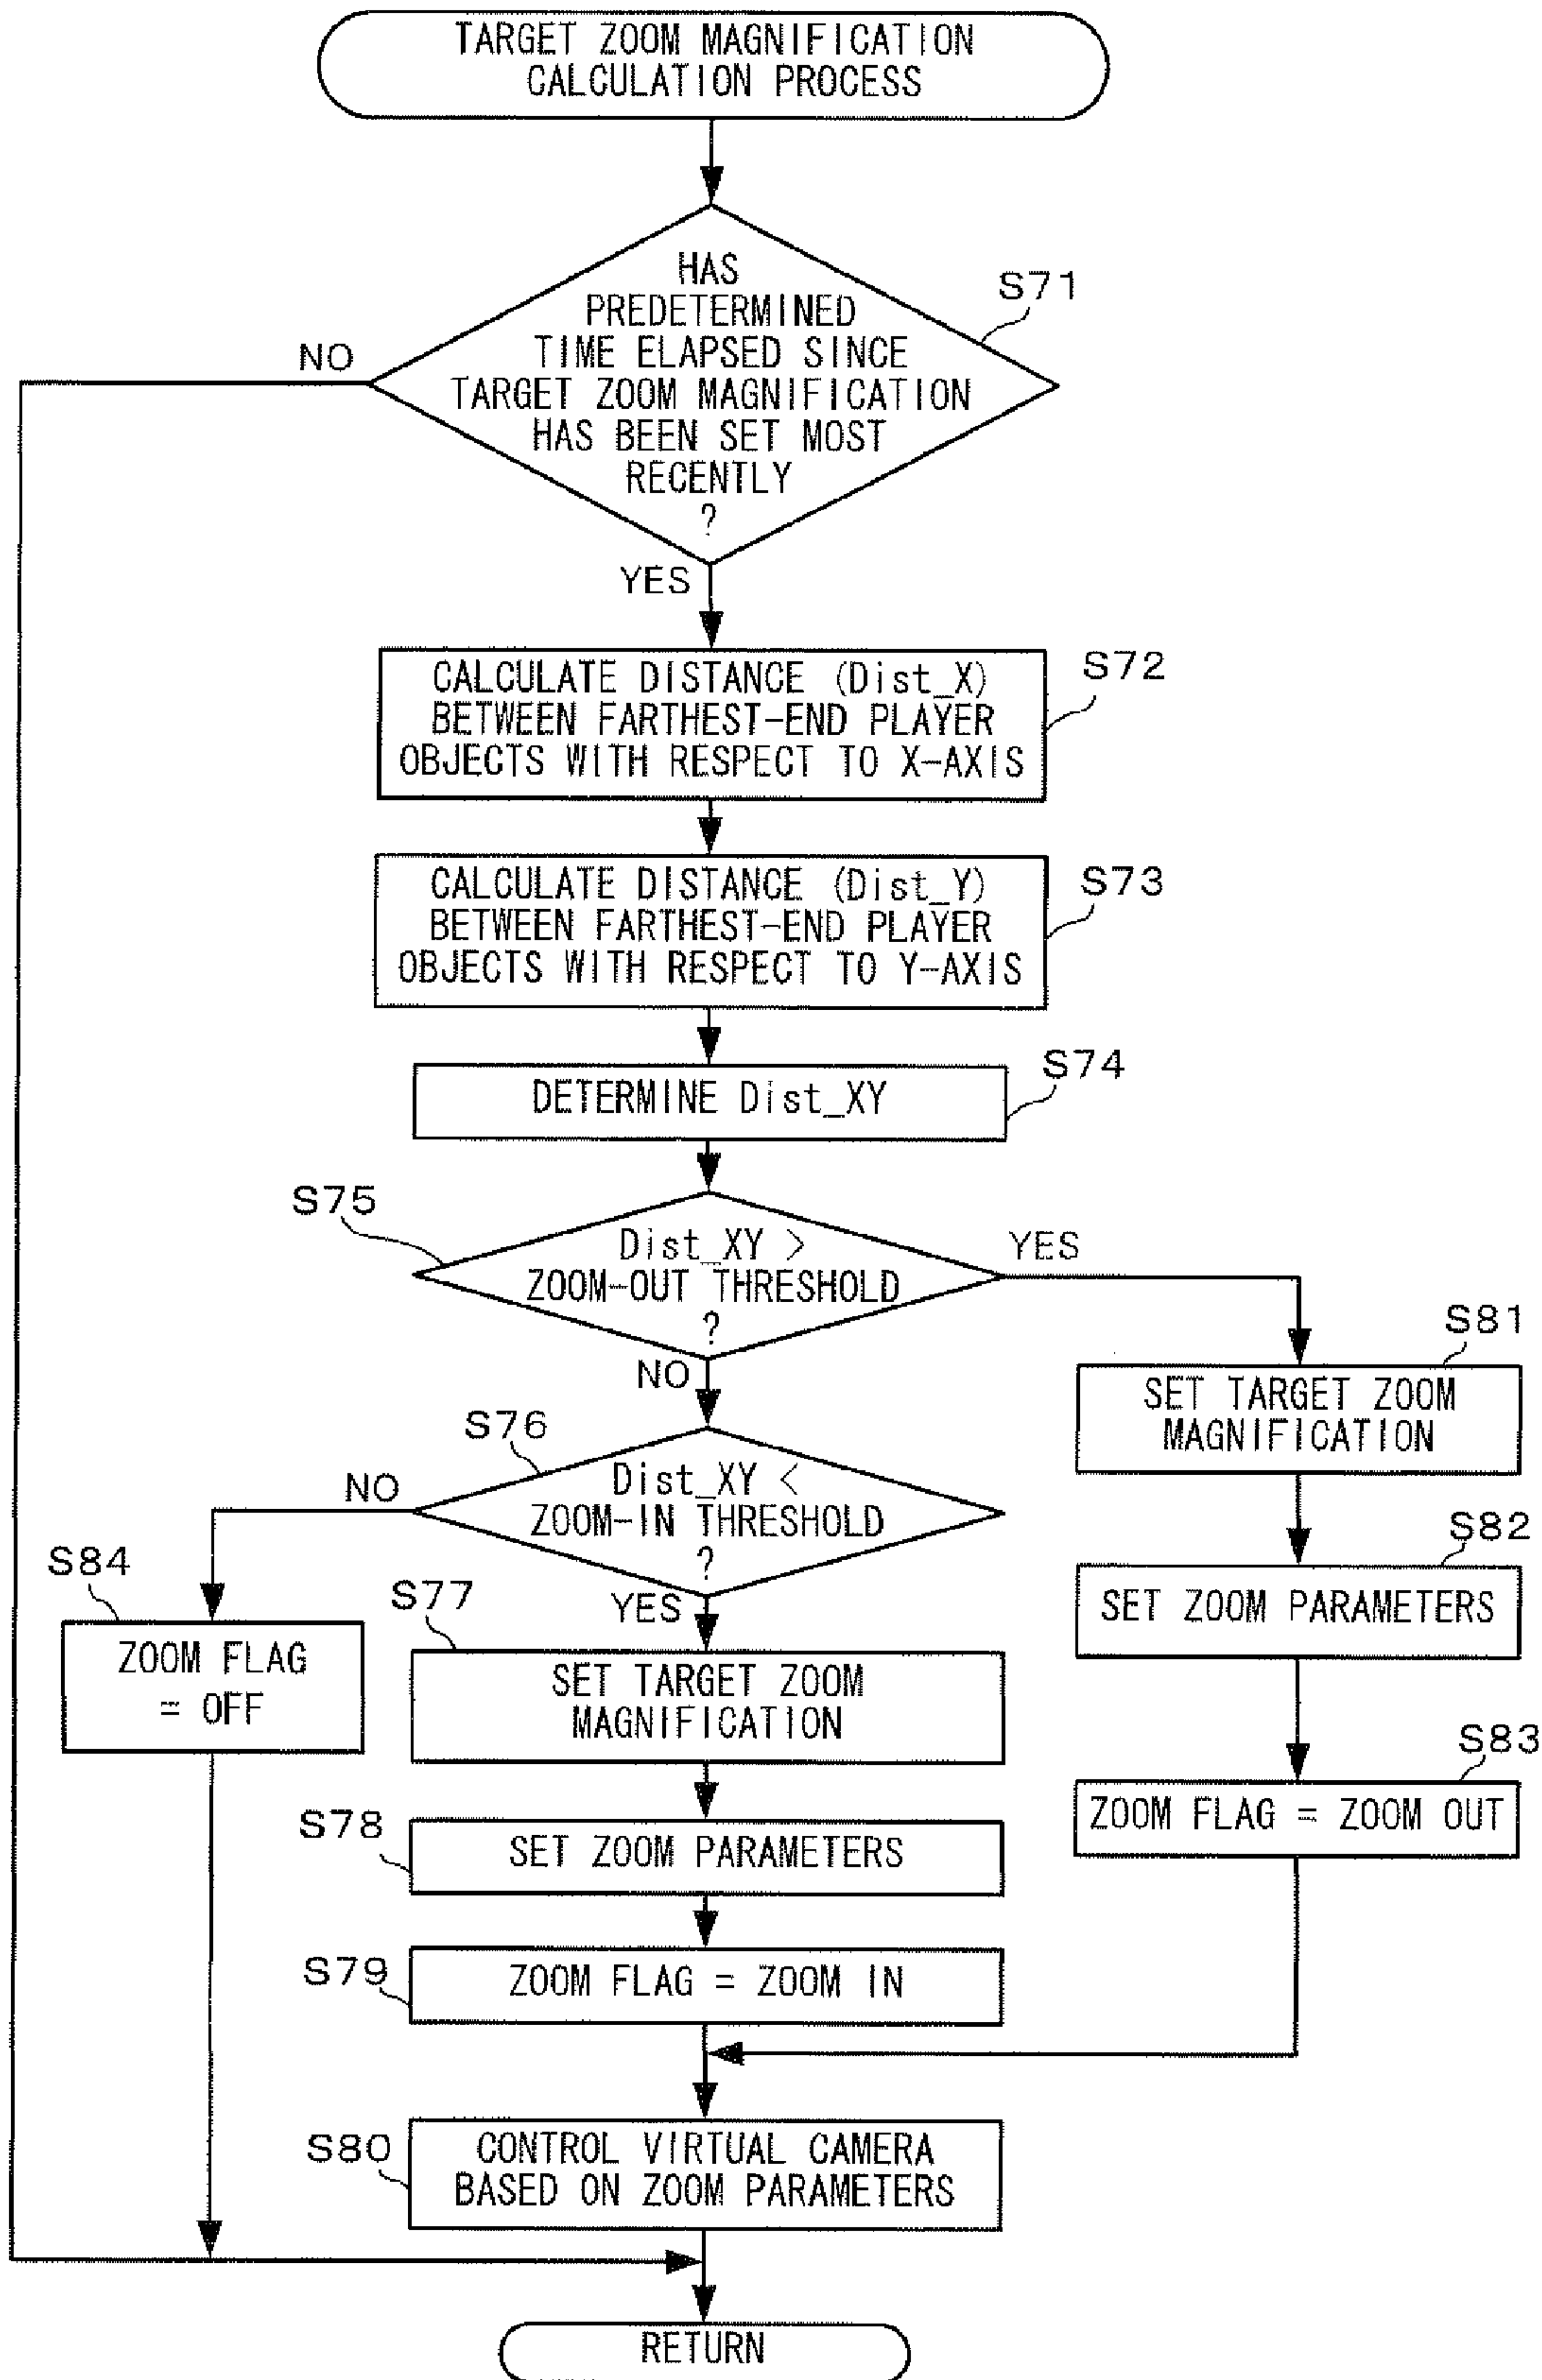 TARGET ZOOM MAGNIFICATION
CALCULATION PROCESS
HAS
PREDETERMINED
TIME ELAPSED SINCE
TARGET ZOOM MAGNIFICATION
HAS BEEN SET MOST
RECENTLY
?
S71
NO
YES
CALCULATE DISTANCE (Dist_X)
BETWEEN FARTHEST-END PLAYER
OBJECTS WITH RESPECT TO X-AXIS
S72
CALCULATE DISTANCE (Dist_Y)
BETWEEN FARTHEST-END PLAYER
OBJECTS WITH RESPECT TO Y-AXIS
S73
DETERMINE Dist_XY
S74
S75
Dist_XY >
ZOOM-OUT THRESHOLD
?
YES
NO
S81
SET TARGET ZOOM
MAGNIFICATION
S76
Dist_XY <
ZOOM-IN THRESHOLD
?
NO
YES
S82
SET ZOOM PARAMETERS
S84
ZOOM FLAG
= OFF
S77
SET TARGET ZOOM
MAGNIFICATION
S83
ZOOM FLAG = ZOOM OUT
S78
SET ZOOM PARAMETERS
S79
ZOOM FLAG = ZOOM IN
S80
CONTROL VIRTUAL CAMERA
BASED ON ZOOM PARAMETERS
RETURN